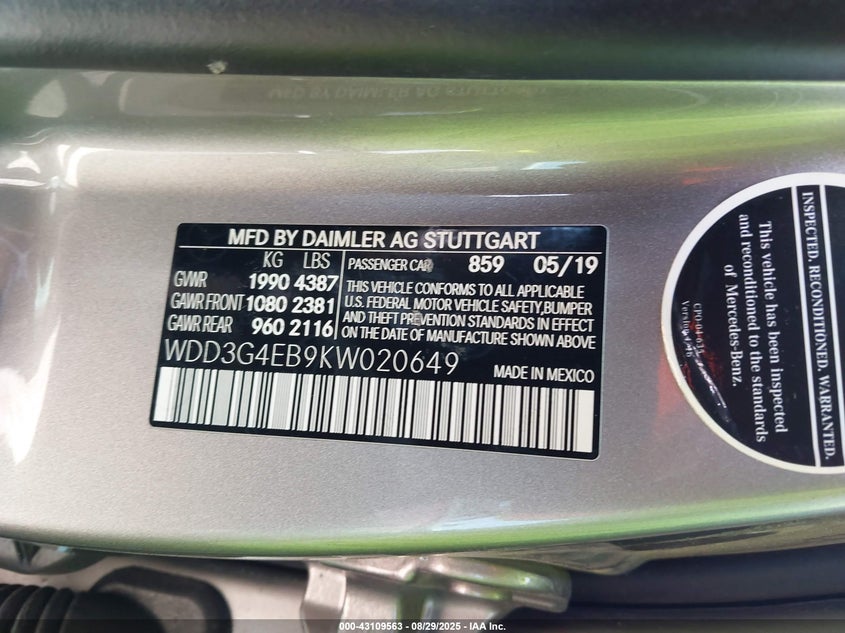 MFD BY DAIMLER AG STUTTGART
KG LBS
GVWR 1990 4387
GAWR FRONT 1080 2381
GAWR REAR 960 2116
PASSENGER CAR 859 05/19
THIS VEHICLE CONFORMS TO ALL APPLICABLE
U.S. FEDERAL MOTOR VEHICLE SAFETY,BUMPER
AND THEFT PREVENTION STANDARDS IN EFFECT
ON THE DATE OF MANUFACTURE SHOWN ABOVE
WDD3G4EB9KW020649
MADE IN MEXICO
INSPECTED. RECONDITIONED. WARRANTED.
This vehicle has been inspected
and reconditioned to the standards
of Mercedes-Benz.
Version
000-43109563 - 08/29/2025 - IAAI.com